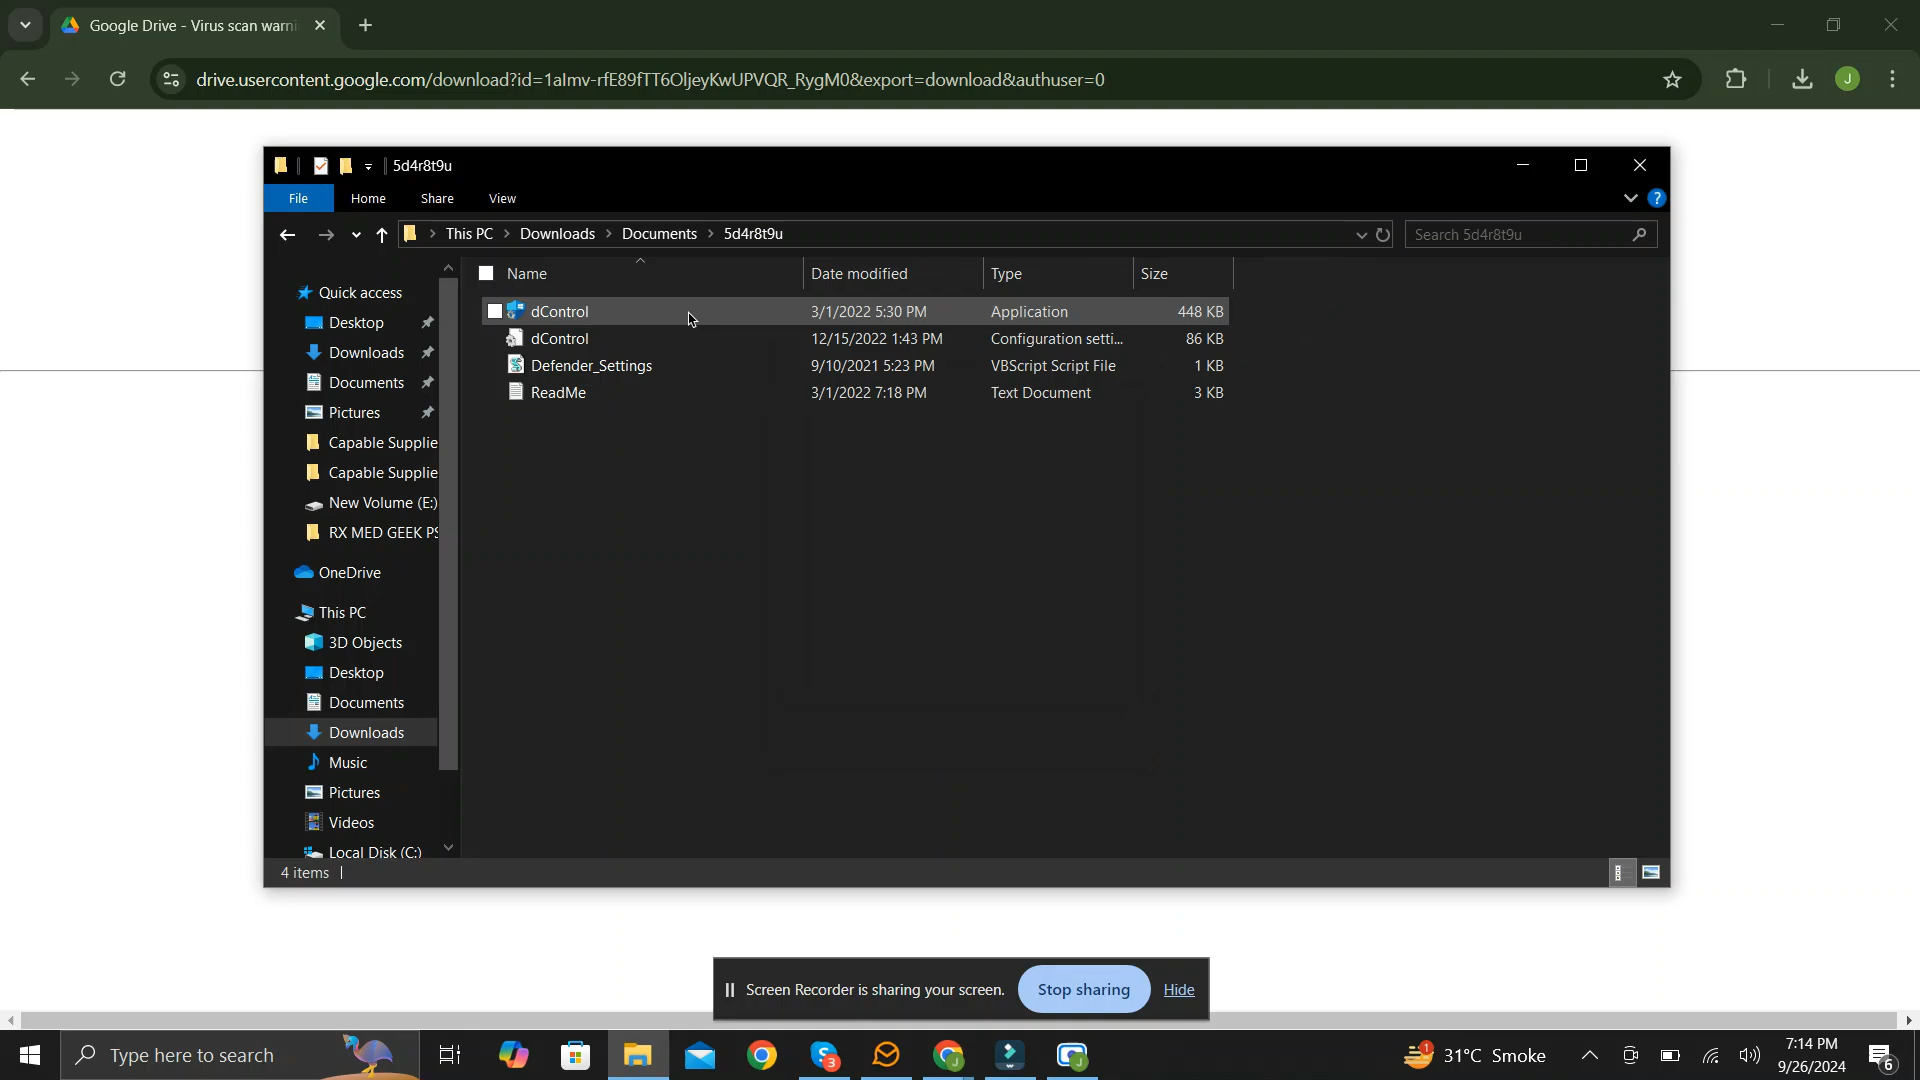 Google Drive - Virus scan warni
drive.usercontent.google.com/download?id=1aImv-rfE89fTT6OljeyKwUPVQR_RygM0&export=download&authuser=0
J
5d4r8t9u
File Home Share View
?
This PC > Downloads > Documents > 5d4r8t9u
Search 5d4r8t9u
Name Date modified Type Size
dControl 3/1/2022 5:30 PM Application 448 KB
dControl 12/15/2022 1:43 PM Configuration setti... 86 KB
Defender_Settings 9/10/2021 5:23 PM VBScript Script File 1 KB
ReadMe 3/1/2022 7:18 PM Text Document 3 KB
Quick access
Desktop
Downloads
Documents
Pictures
Capable Supplie
Capable Supplie
New Volume (E:)
RX MED GEEK PS
OneDrive
This PC
3D Objects
Desktop
Documents
Downloads
Music
Pictures
Videos
Local Disk (C:)
4 items
Screen Recorder is sharing your screen. Stop sharing Hide
Type here to search
3
J
J
1
31°C Smoke
7:14 PM
9/26/2024
6